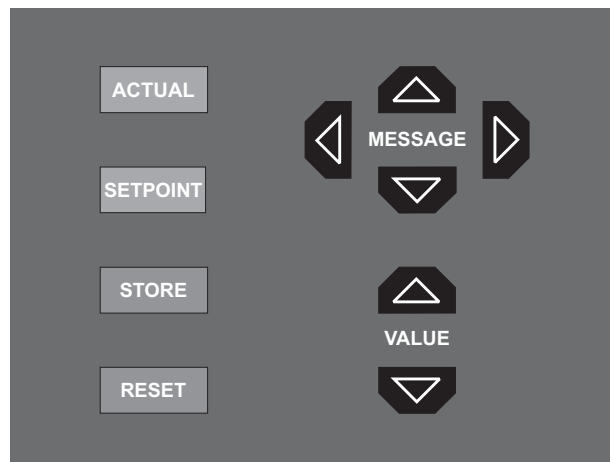 ACTUAL
MESSAGE
SETPOINT
STORE
VALUE
RESET